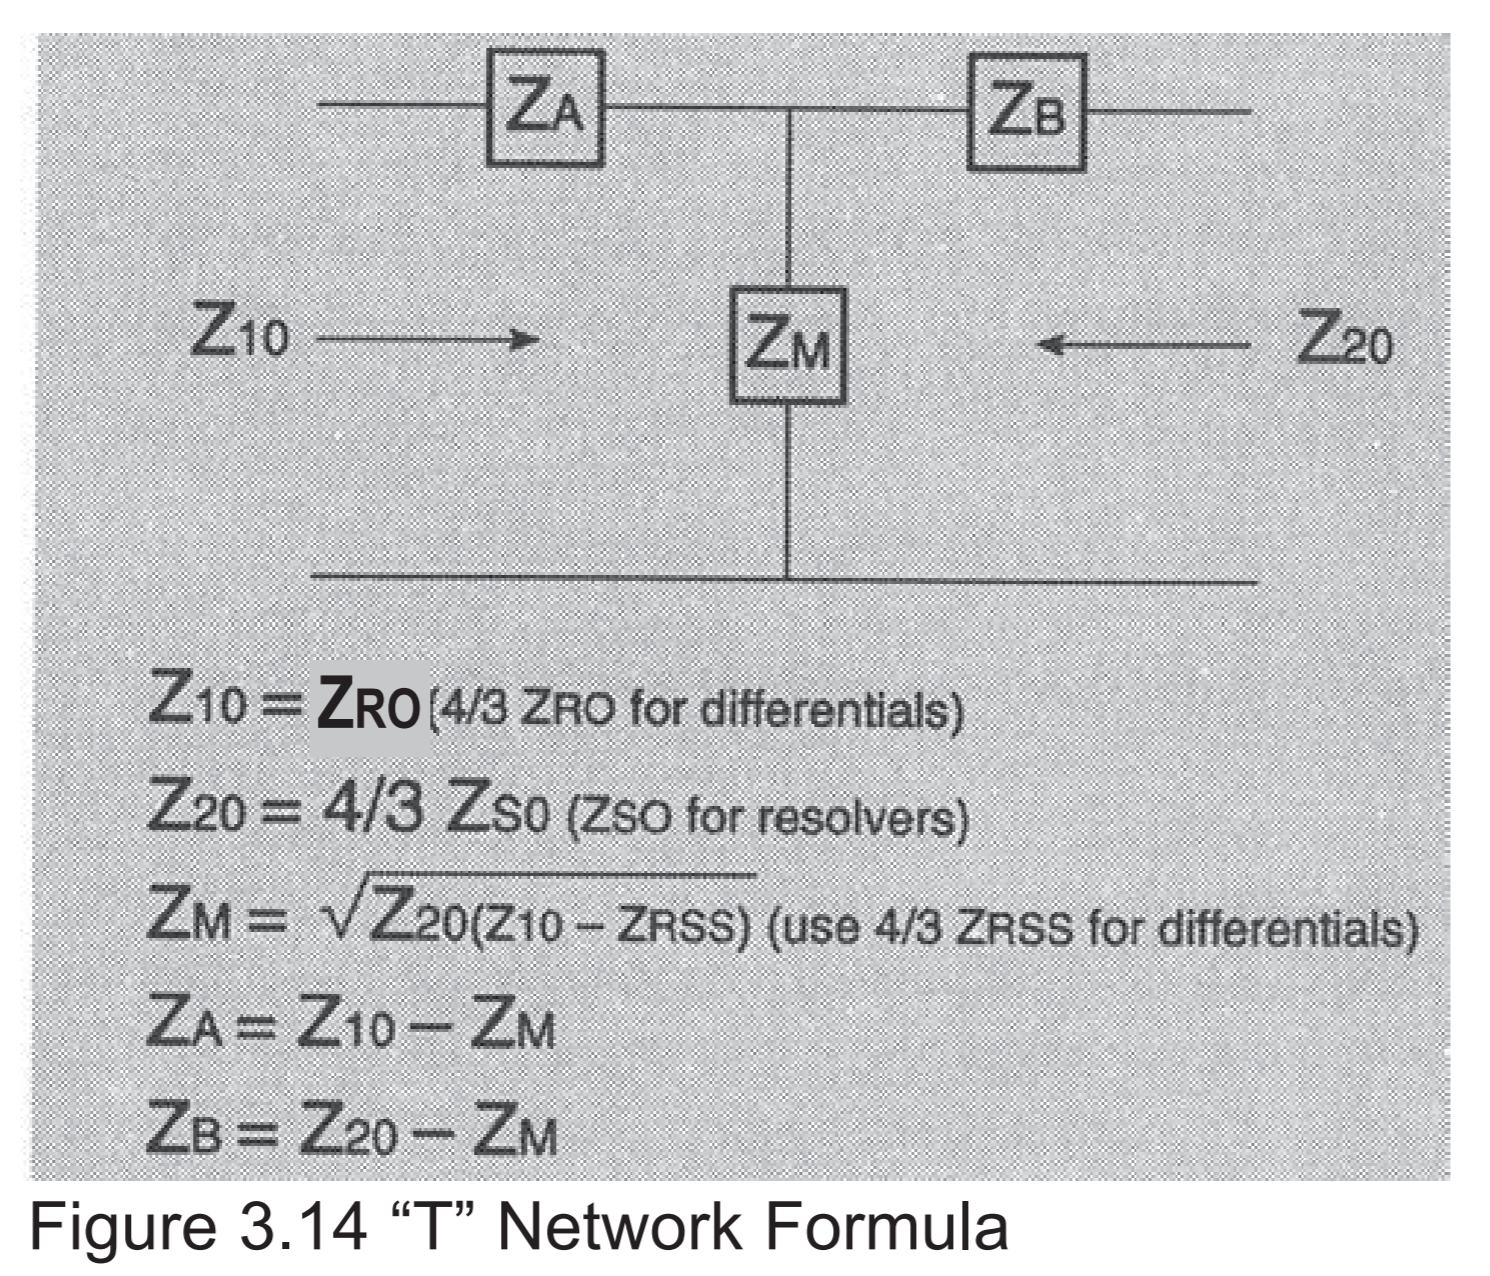 ZA
ZB
Z10
ZM
Z20
Z10 = ZRO (4/3 ZRO for differentials)
Z20 = 4/3 ZS0 (ZSO for resolvers)
ZM = √Z20(Z10 – ZRSS) (use 4/3 ZRSS for differentials)
ZA = Z10 – ZM
ZB = Z20 – ZM
Figure 3.14 “T” Network Formula